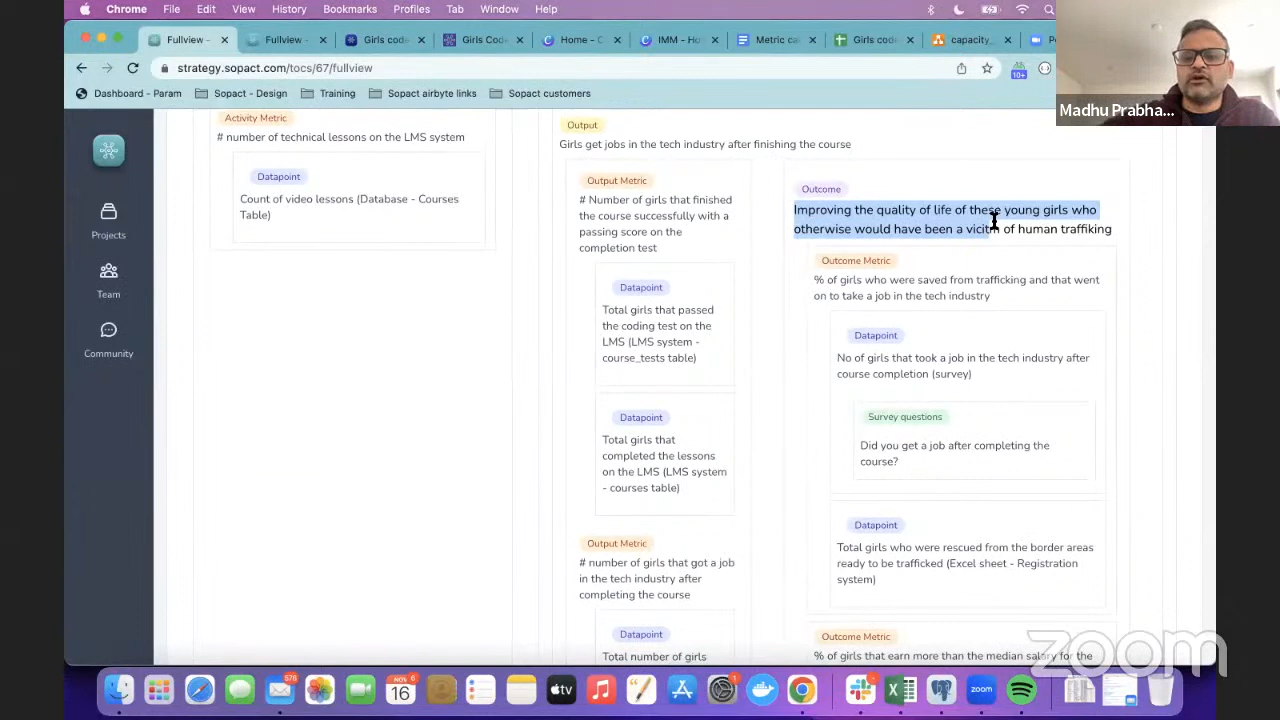 Chrome File Edit View History Bookmarks Profiles Tab Window Help
Fullview - Fullview - Girls cod Girls Co Home - C IMM - Ho Metric ca Girls cod capacity_
strategy.sopact.com/tocs/67/fullview
10+
Dashboard - Param Sopact - Design Training Sopact airbyte links Sopact customers
Madhu Prabha...
Projects
Team
Community
Activity Metric
# number of technical lessons on the LMS system
Datapoint
Count of video lessons (Database - Courses
Table)
Output
Girls get jobs in the tech industry after finishing the course
Output Metric
# Number of girls that finished
the course successfully with a
passing score on the
completion test
Datapoint
Total girls that passed
the coding test on the
LMS (LMS system -
course_tests table)
Datapoint
Total girls that
completed the lessons
on the LMS (LMS system
- courses table)
Output Metric
# number of girls that got a job
in the tech industry after
completing the course
Datapoint
Total number of girls
Outcome
Improving the quality of life of these young girls who
otherwise would have been a vicitn of human traffiking
Outcome Metric
% of girls who were saved from trafficking and that went
on to take a job in the tech industry
Datapoint
No of girls that took a job in the tech industry after
course completion (survey)
Survey questions
Did you get a job after completing the
course?
Datapoint
Total girls who were rescued from the border areas
ready to be trafficked (Excel sheet - Registration
system)
Outcome Metric
% of girls that earn more than the median salary for the
zoom
576
NOV 6
16
tv
1
zoom